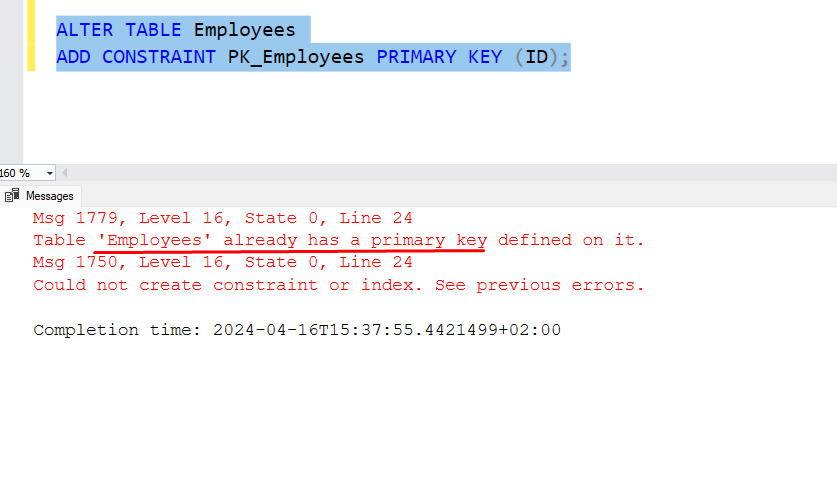 ALTER TABLE Employees
ADD CONSTRAINT PK_Employees PRIMARY KEY (ID);
160 %
Messages
Msg 1779, Level 16, State 0, Line 24
Table 'Employees' already has a primary key defined on it.
Msg 1750, Level 16, State 0, Line 24
Could not create constraint or index. See previous errors.
Completion time: 2024-04-16T15:37:55.4421499+02:00